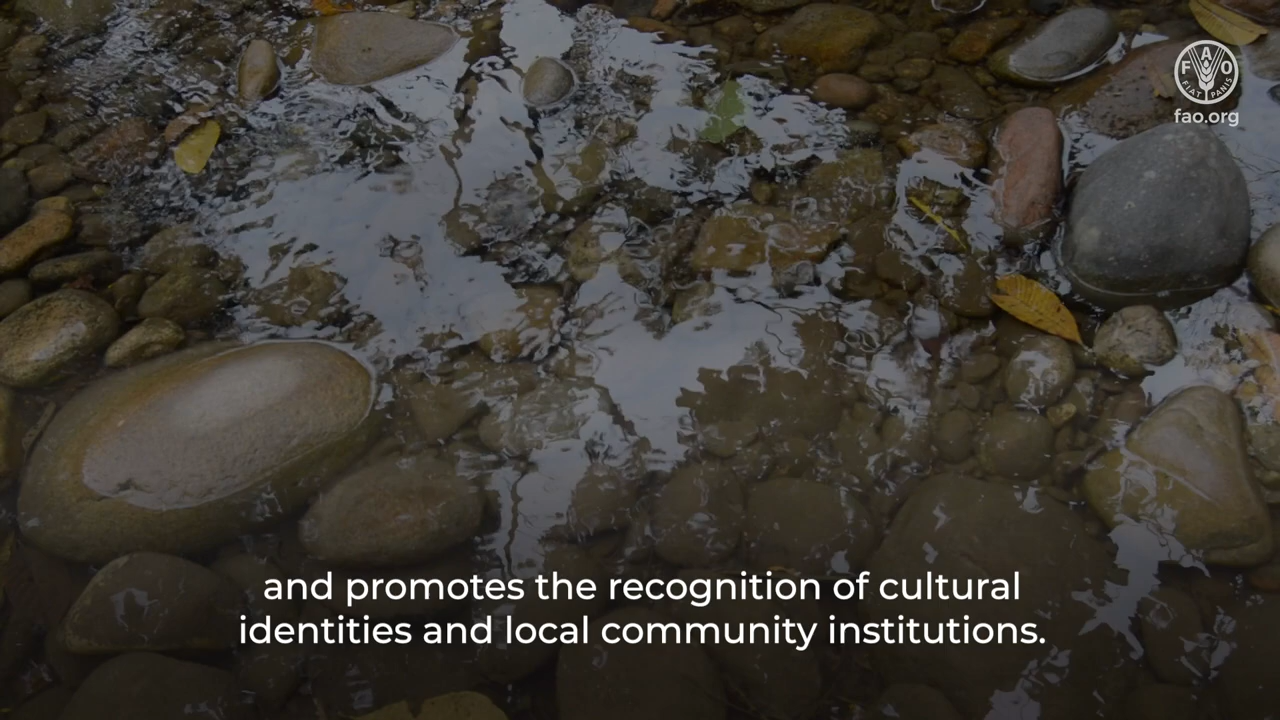 F A O
FIAT PANIS
fao.org
and promotes the recognition of cultural
identities and local community institutions.